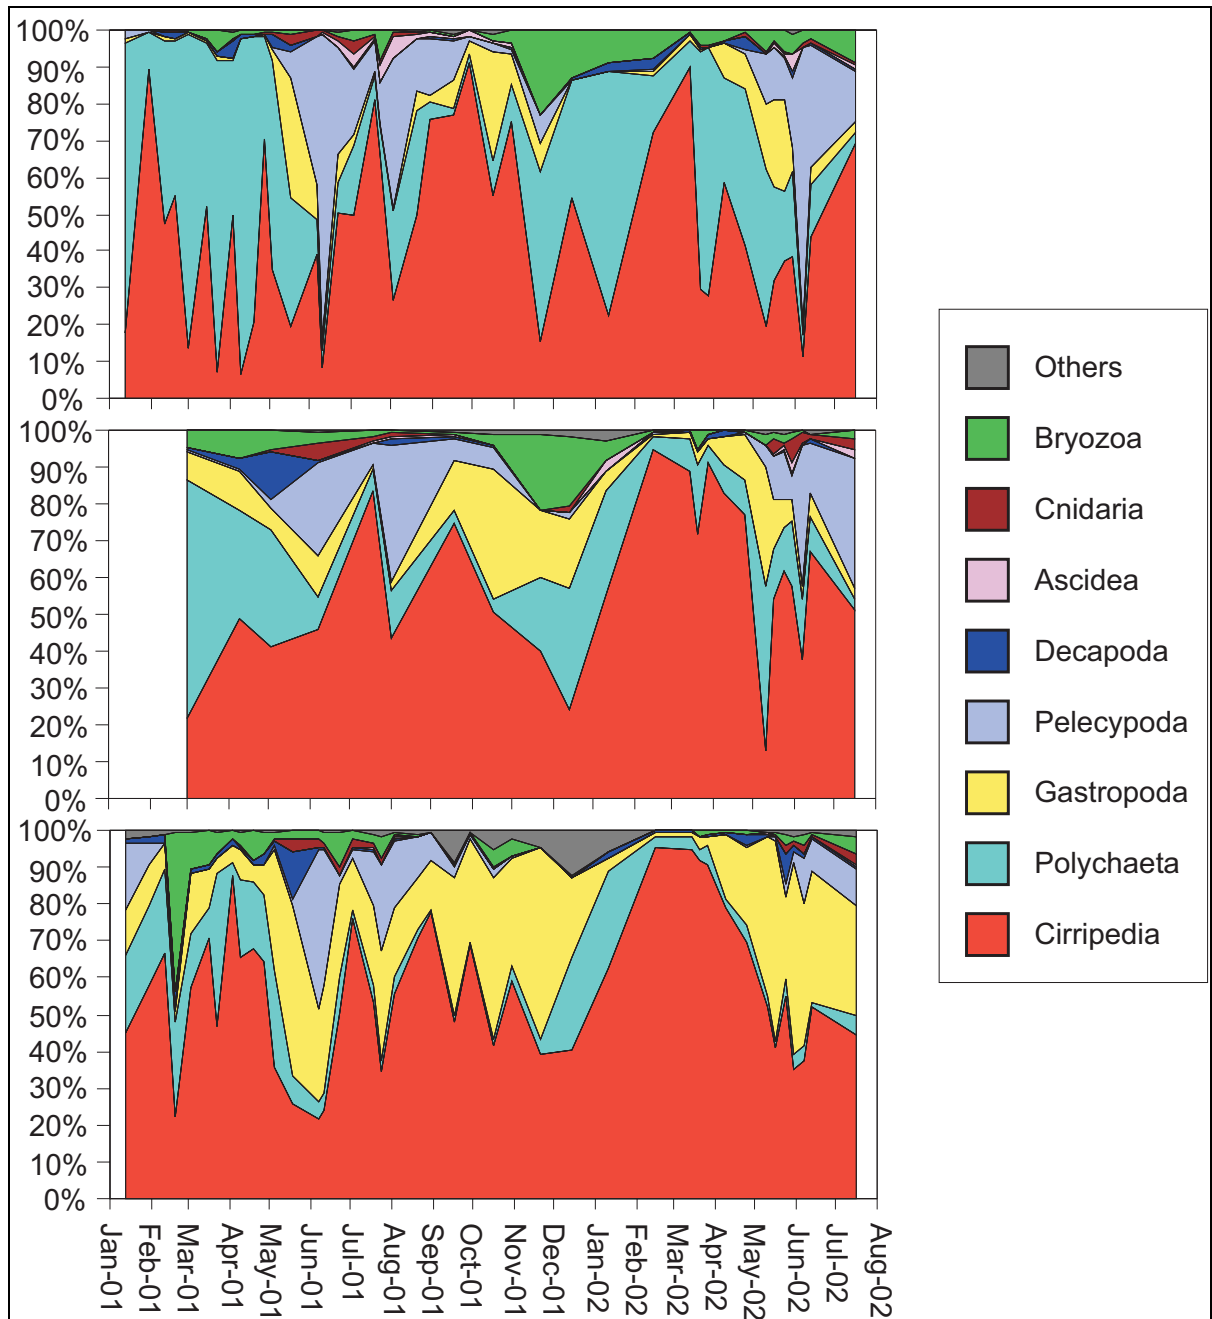 100%
90%
80%
70%
60%
50%
40%
30%
20%
10%
0%
100%
90%
80%
70%
60%
50%
40%
30%
20%
10%
0%
100%
90%
80%
70%
60%
50%
40%
30%
20%
10%
0%
Jan-01
Feb-01
Mar-01
Apr-01
May-01
Jun-01
Jul-01
Aug-01
Sep-01
Oct-01
Nov-01
Dec-01
Jan-02
Feb-02
Mar-02
Apr-02
May-02
Jun-02
Jul-02
Aug-02
Others
Bryozoa
Cnidaria
Ascidea
Decapoda
Pelecypoda
Gastropoda
Polychaeta
Cirripedia